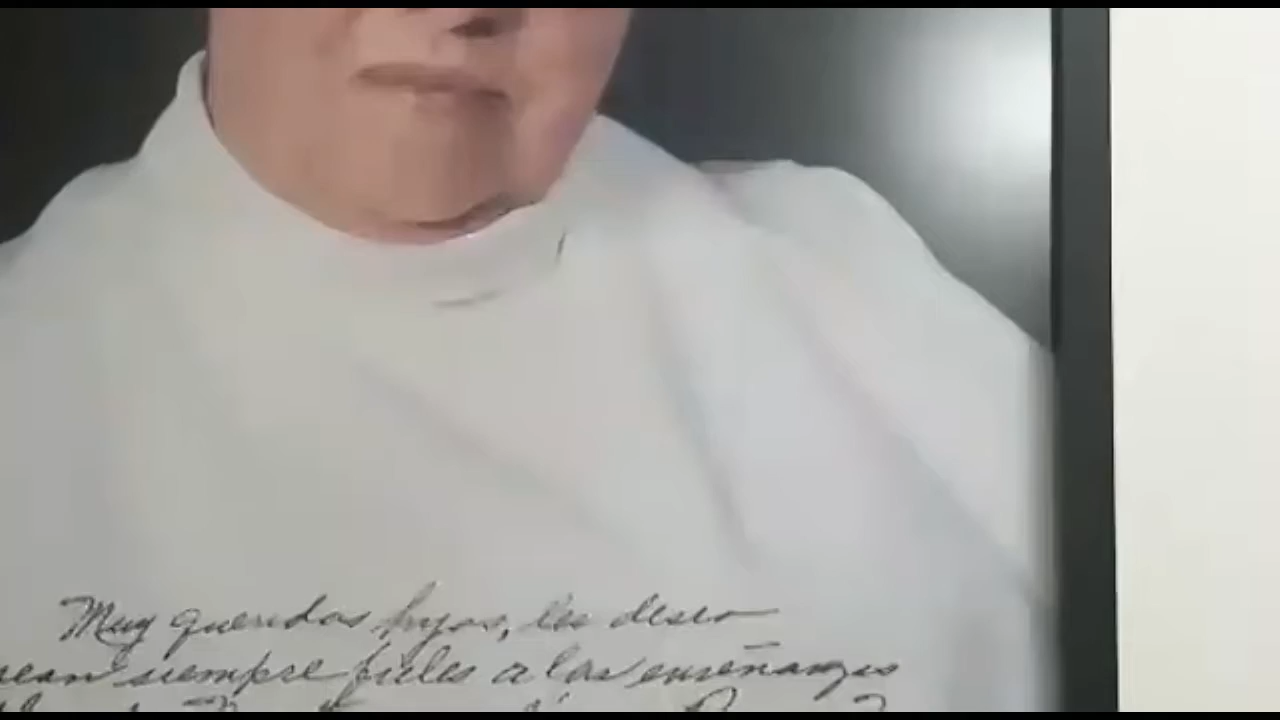 Muy queridos hijos, les deseo
sean siempre fieles a las enseñanzas